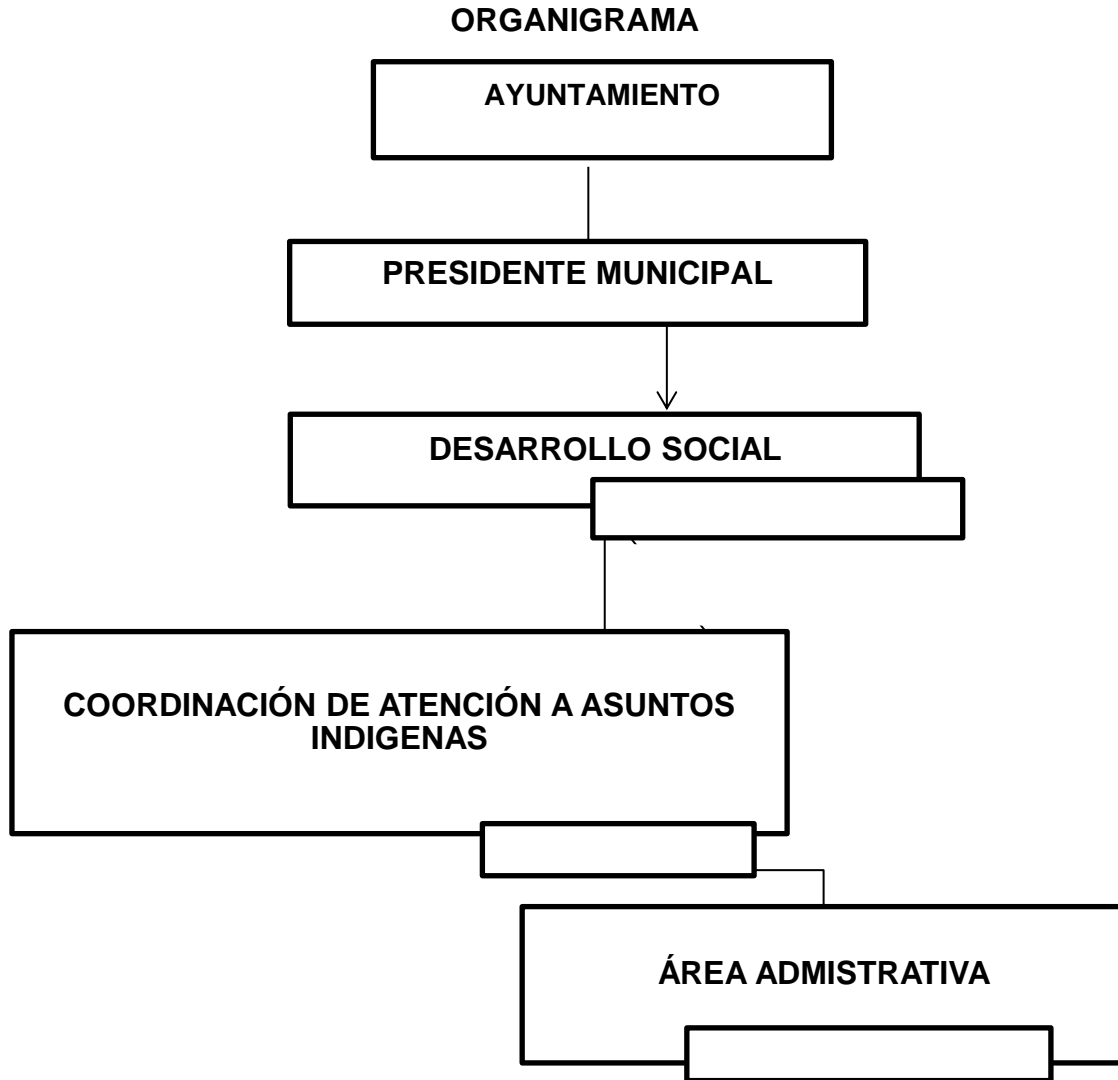 ORGANIGRAMA
AYUNTAMIENTO
PRESIDENTE MUNICIPAL
DESARROLLO SOCIAL
COORDINACIÓN DE ATENCIÓN A ASUNTOS
INDIGENAS
ÁREA ADMISTRATIVA